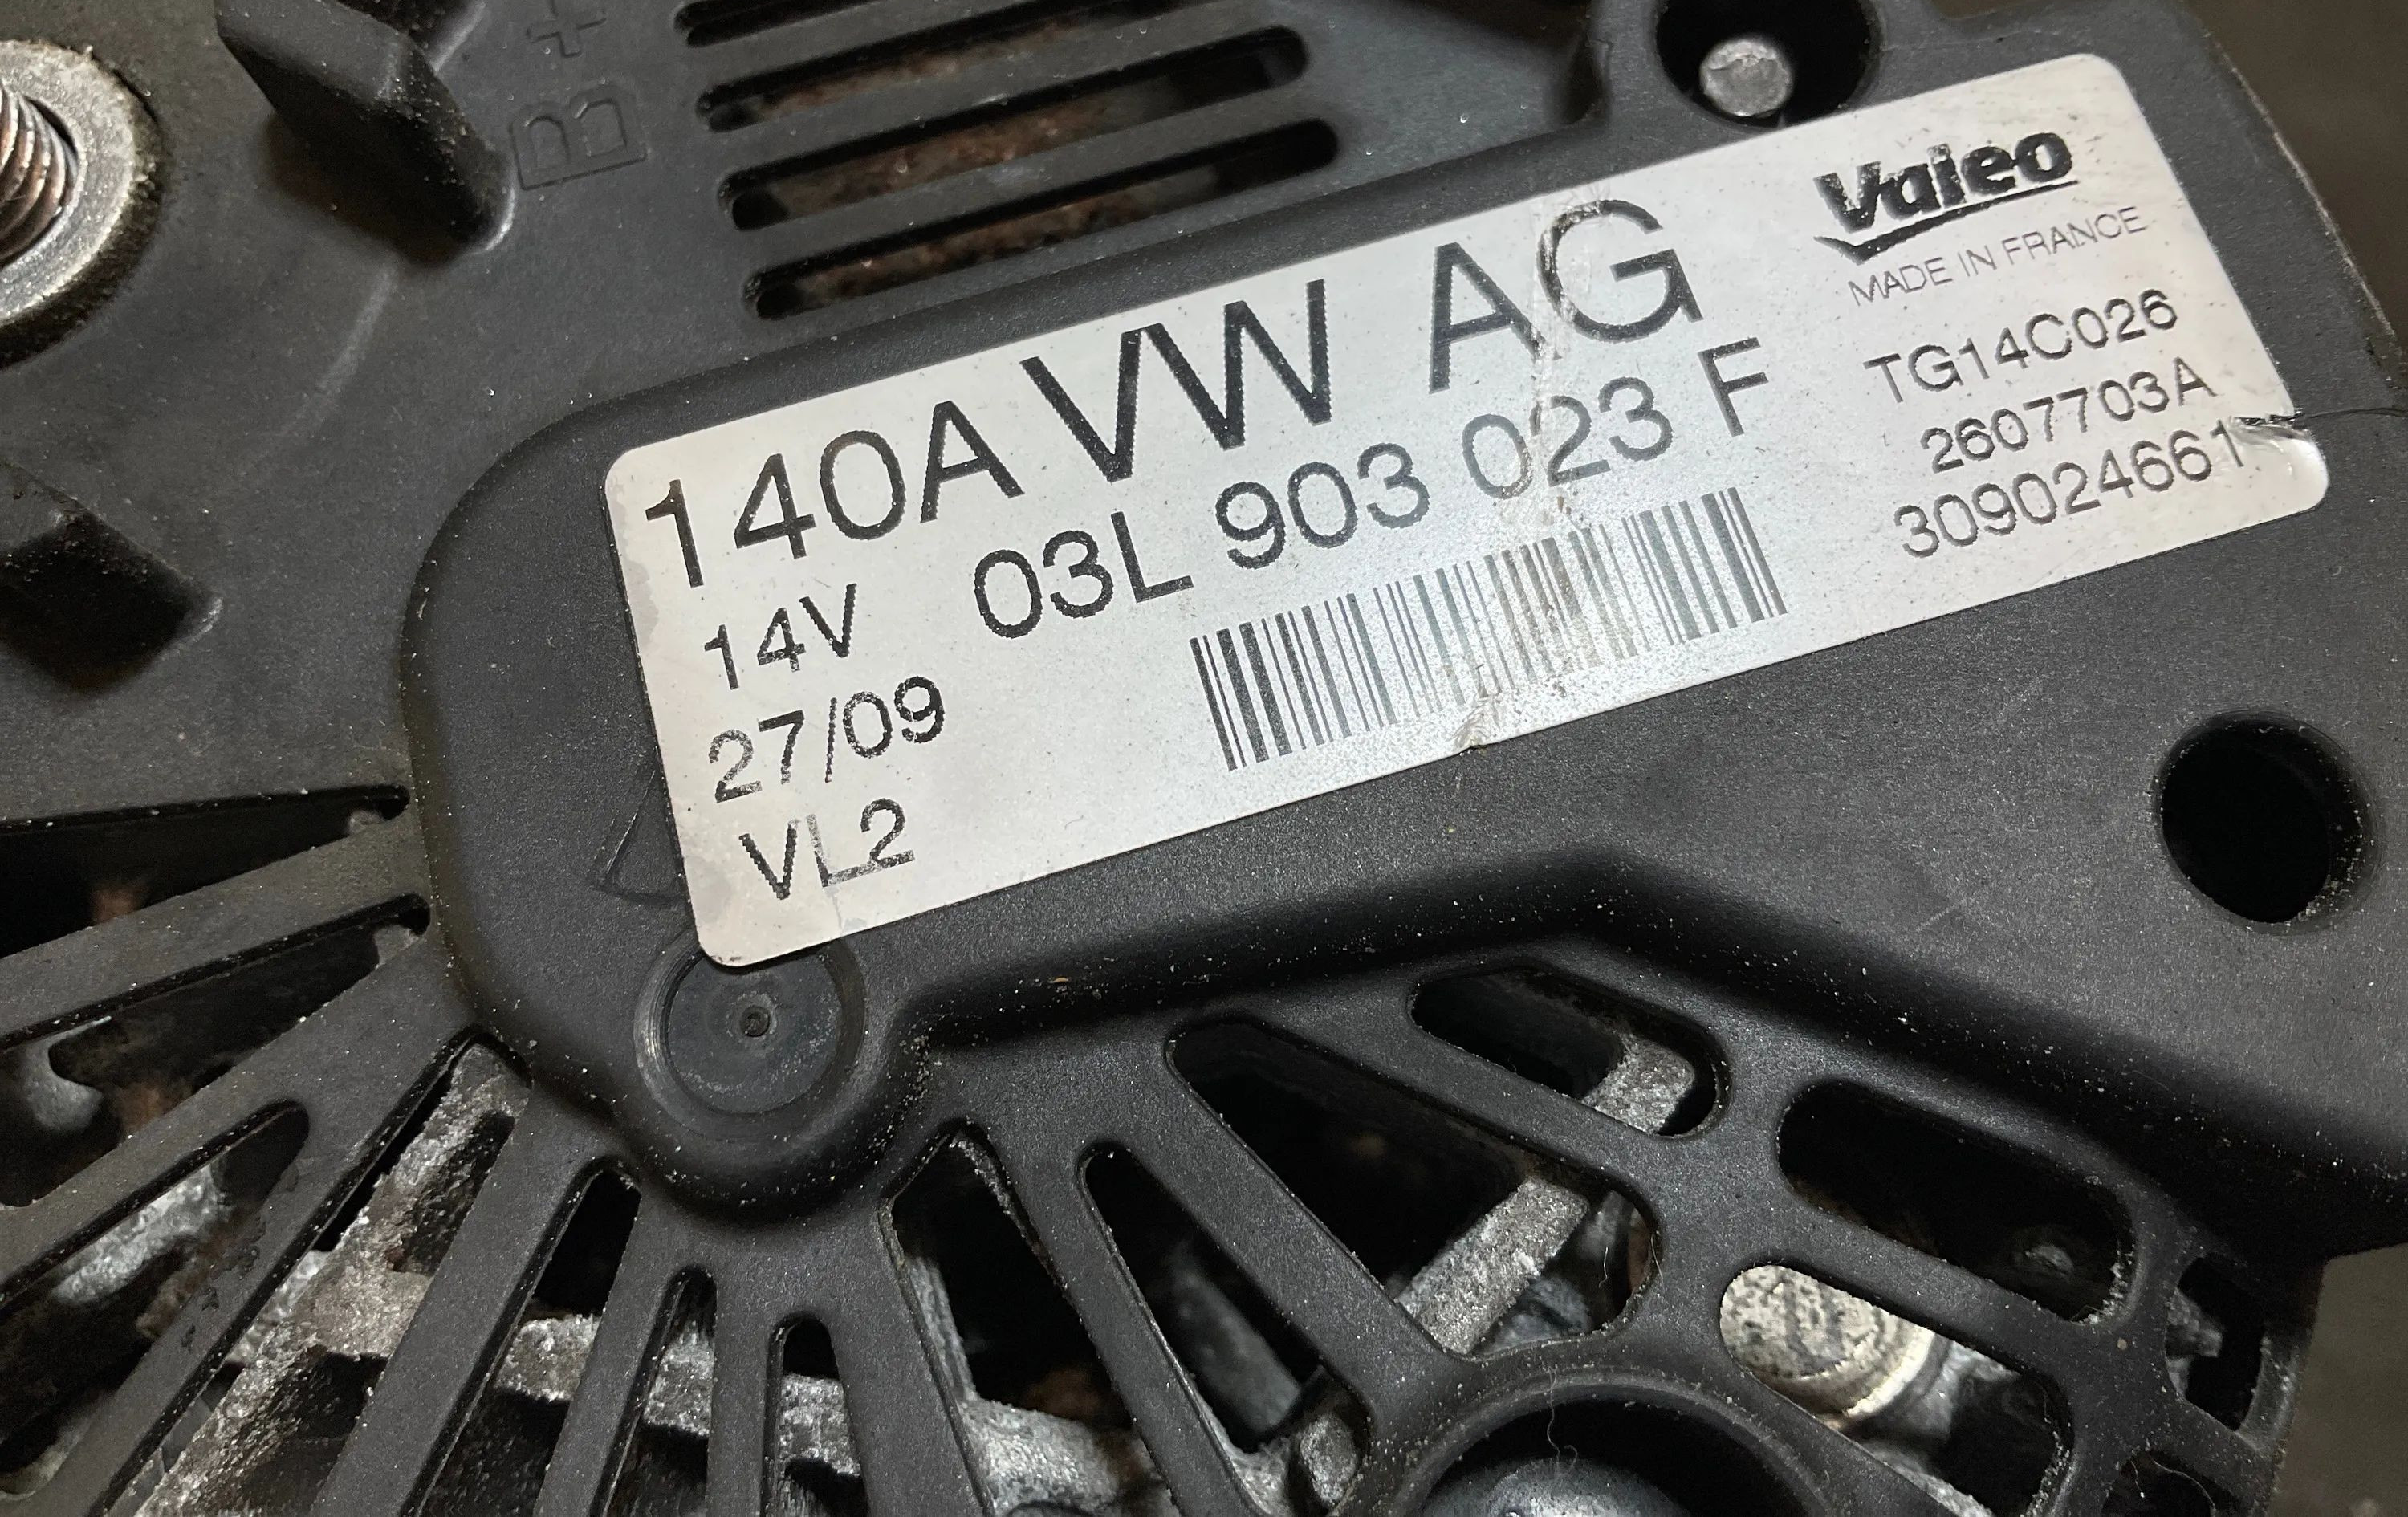 B+
140A VW AG
03L 903 023 F
14V
27/09
VL2
Valeo
MADE IN FRANCE
TG14C026
2607703A
309024661